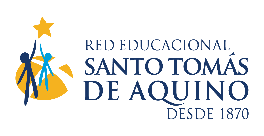 RED EDUCACIONAL
SANTO TOMÁS
DE AQUINO
DESDE 1870